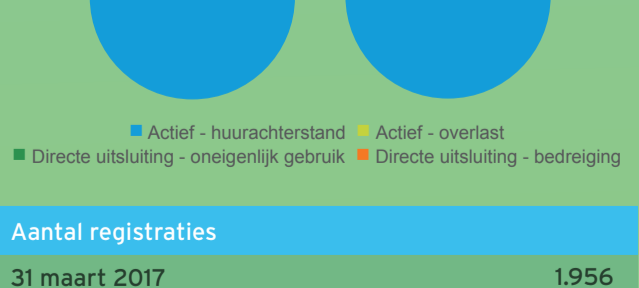 Actief - huurachterstand Actief - overlast
Directe uitsluiting - oneigenlijk gebruik Directe uitsluiting - bedreiging
Aantal registraties
31 maart 2017 1.956